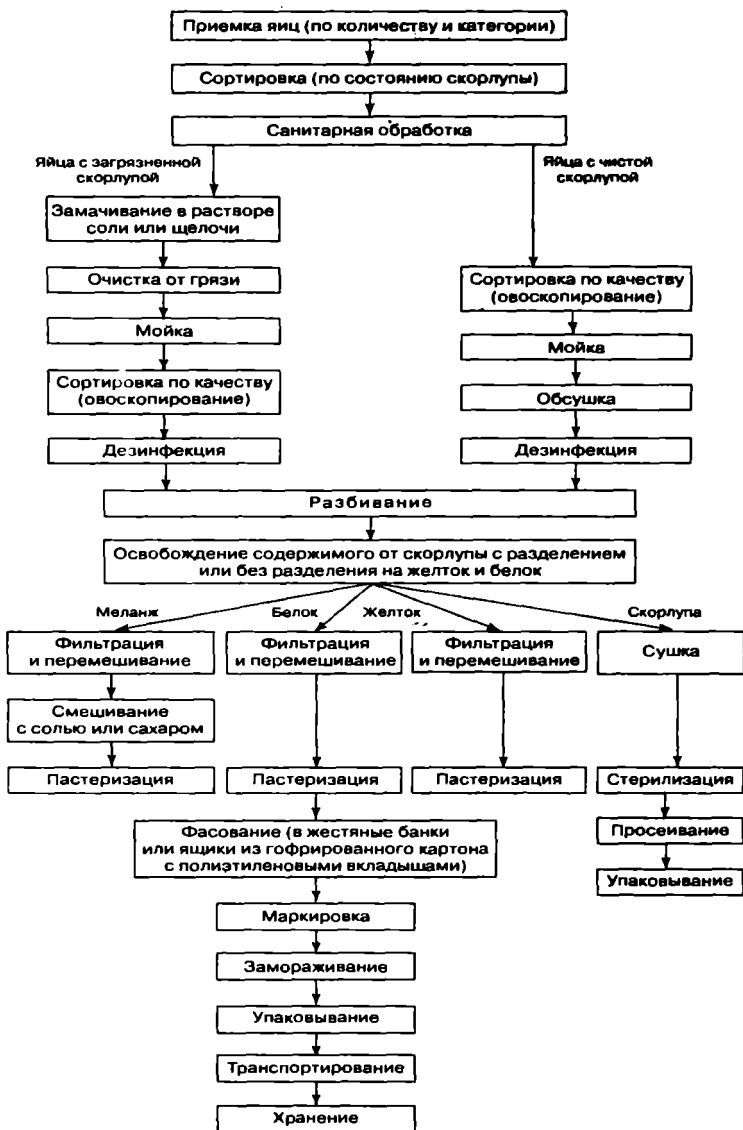 Приемка яиц (по количеству и категории)
Сортировка (по состоянию скорлупы)
Санитарная обработка
Яйца с загрязненной
скорлупой
Яйца с чистой
скорлупой
Замачивание в растворе
соли или щелочи
Очистка от грязи
Мойка
Сортировка по качеству
(овоскопирование)
Дезинфекция
Сортировка по качеству
(овоскопирование)
Мойка
Обсушка
Дезинфекция
Разбивание
Освобождение содержимого от скорлупы с разделением
или без разделения на желток и белок
Меланж
Белок
Желток
Скорлупа
Фильтрация
и перемешивание
Фильтрация
и перемешивание
Фильтрация
и перемешивание
Сушка
Смешивание
с солью или сахаром
Пастеризация
Пастеризация
Пастеризация
Стерилизация
Просеивание
Упаковывание
Фасование (в жестяные банки
или ящики из гофрированного картона
с полиэтиленовыми вкладышами)
Маркировка
Замораживание
Упаковывание
Транспортирование
Хранение